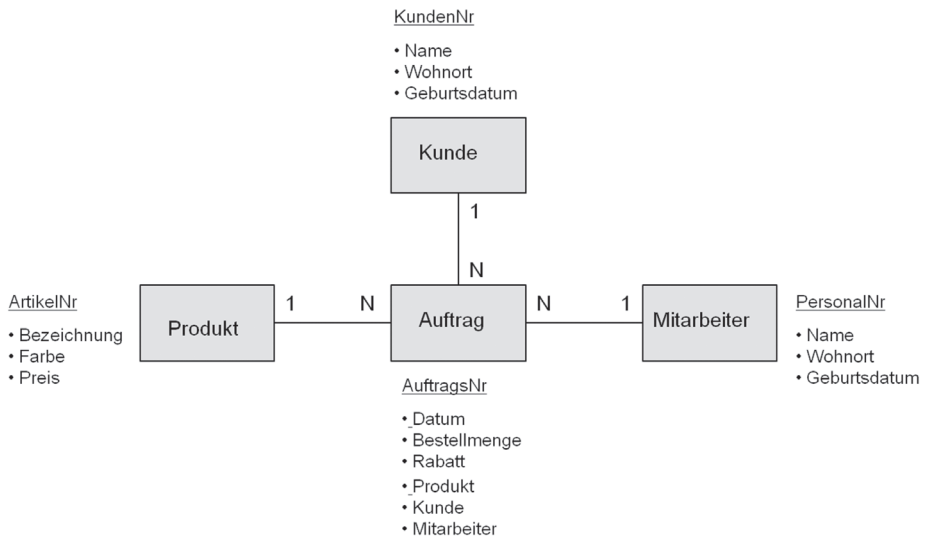 KundenNr
• Name
• Wohnort
• Geburtsdatum
Kunde
1
N
ArtikelNr
• Bezeichnung
• Farbe
• Preis
Produkt
1
N
Auftrag
N
1
Mitarbeiter
PersonalNr
• Name
• Wohnort
• Geburtsdatum
AuftragsNr
• Datum
• Bestellmenge
• Rabatt
• Produkt
• Kunde
• Mitarbeiter